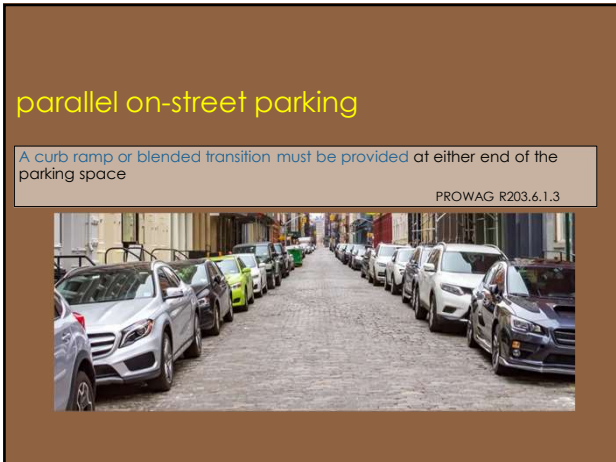 parallel on-street parking
A curb ramp or blended transition must be provided at either end of the
parking space
PROWAG R203.6.1.3